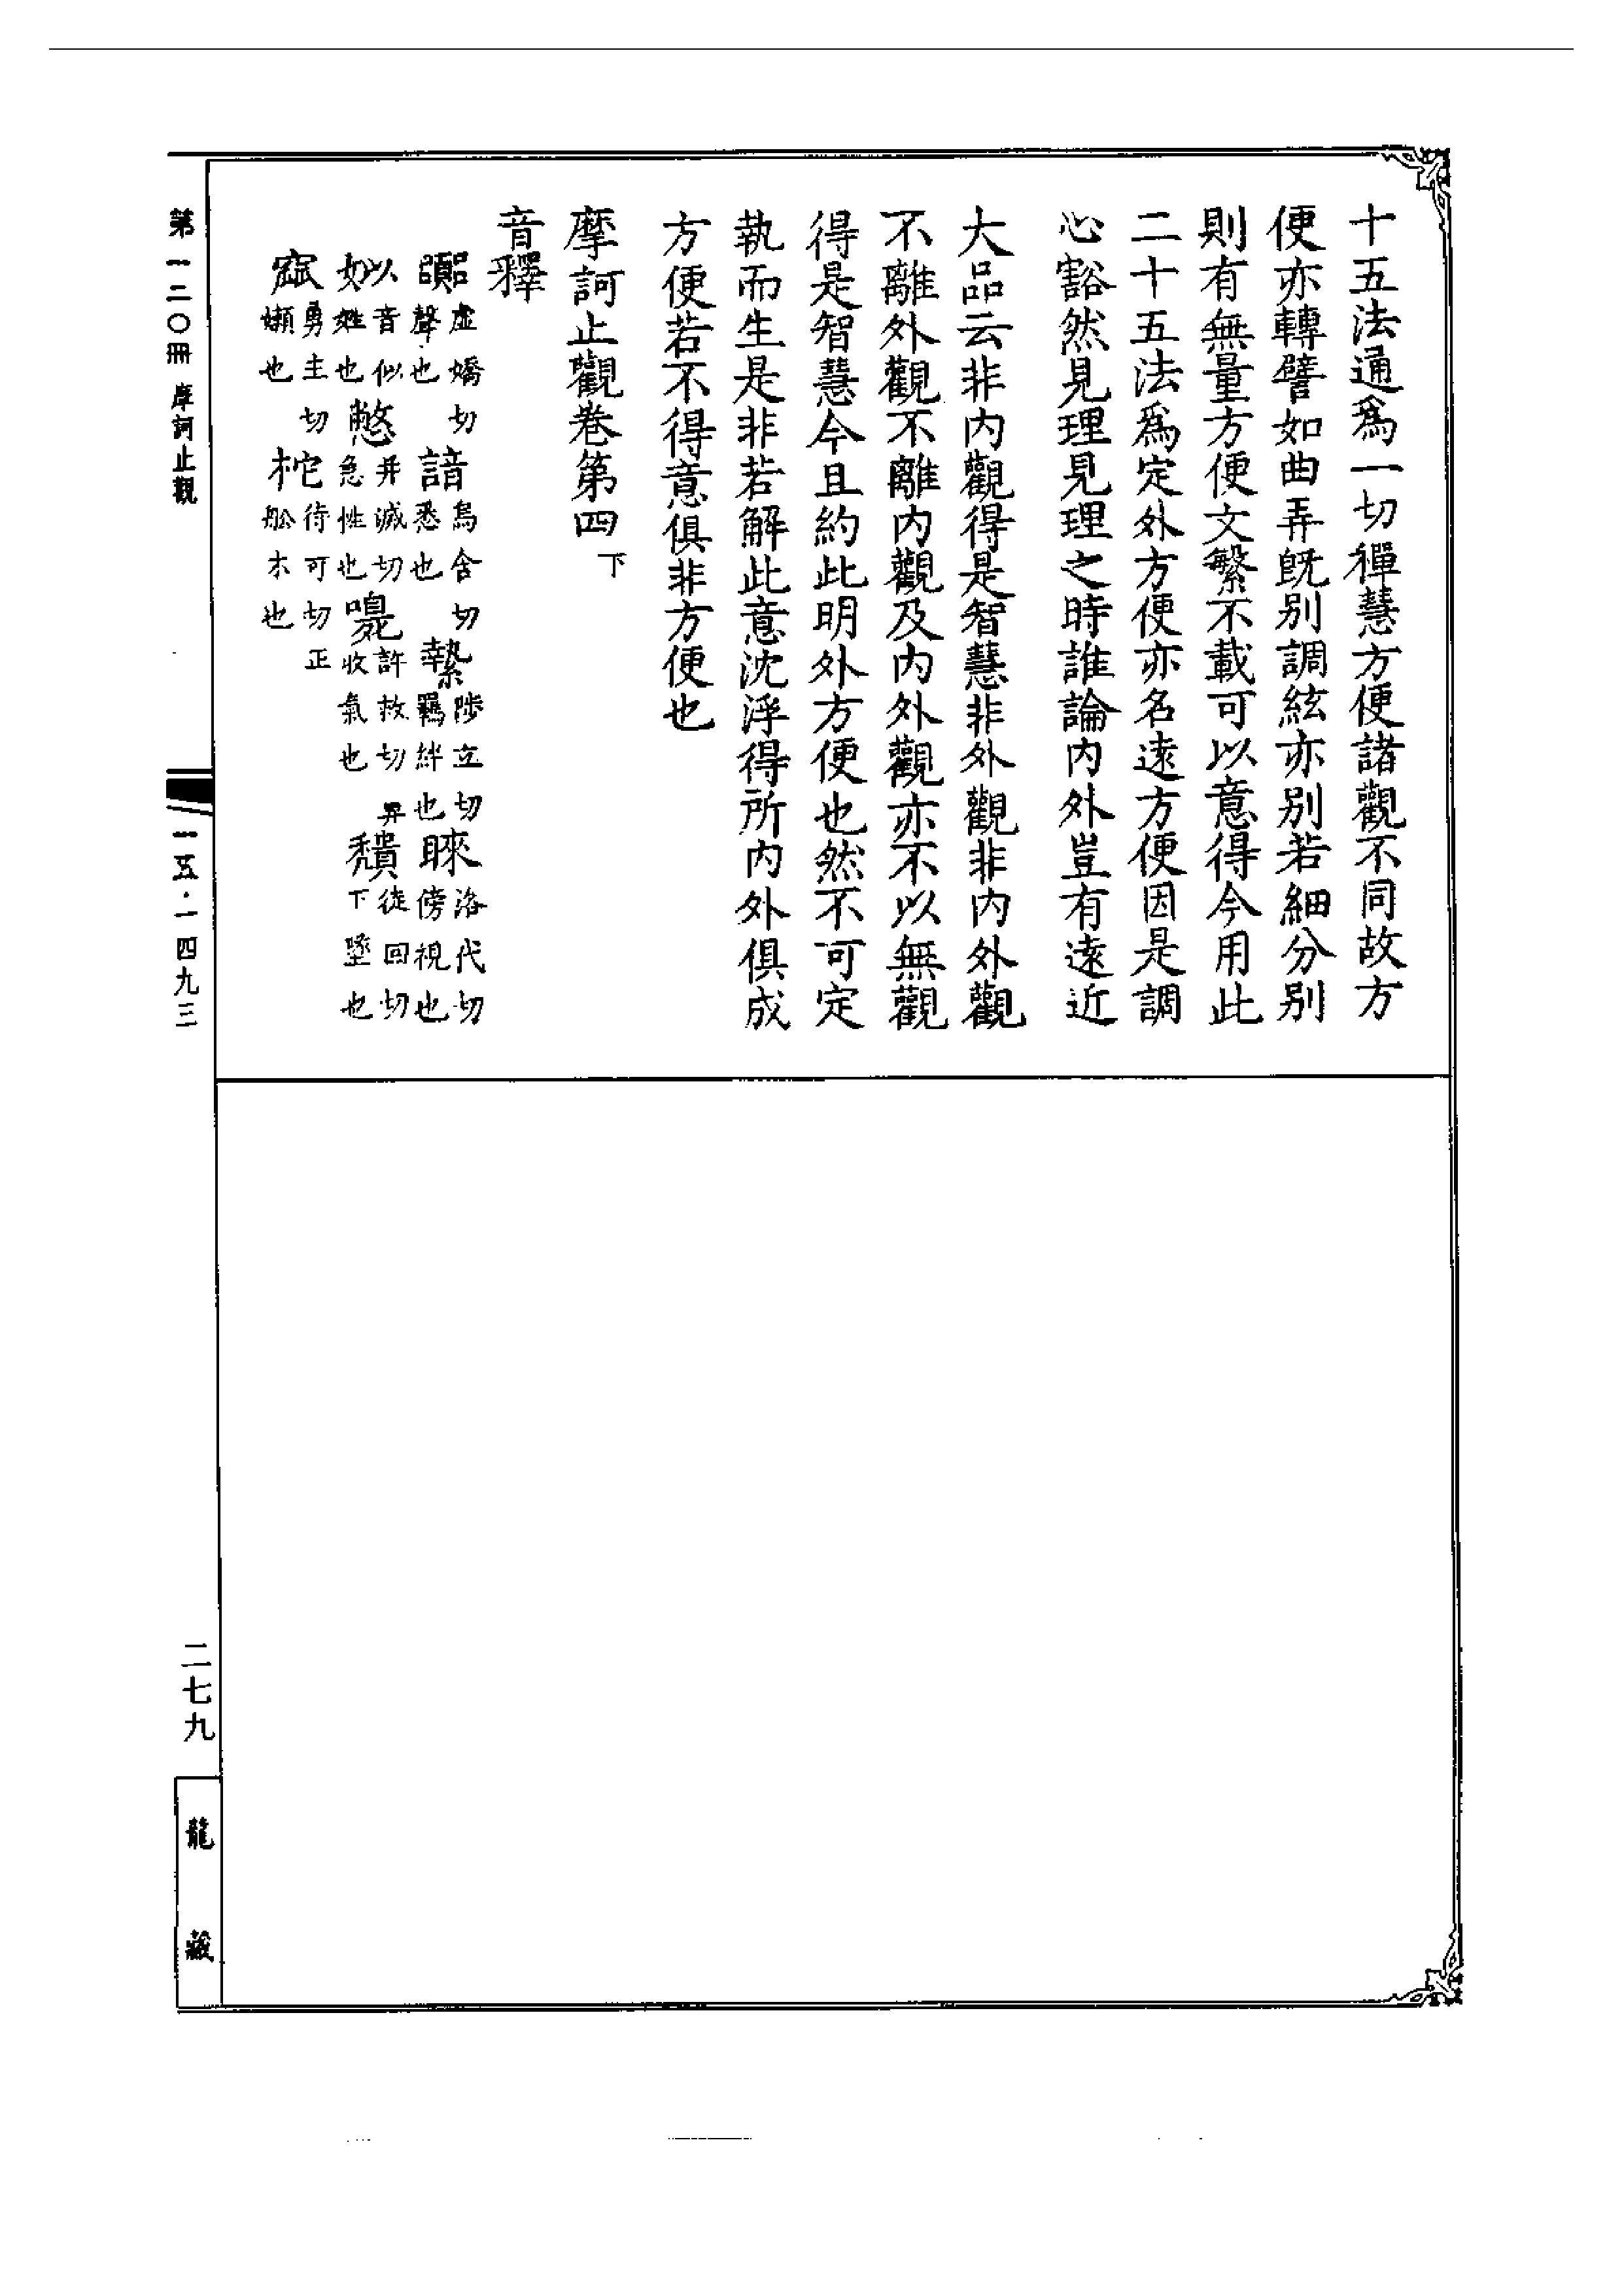 十五法通爲一切禪慧方便諸觀不同故方
便亦轉譬如曲弄旣別調絃亦別若細分別
則有無量方便文繁不載可以意得今用此
二十五法爲定外方便亦名遠方便因是調
心豁然見理見理之時誰論內外豈有遠近
大品云非內觀得是智慧非外觀非內外觀
不離外觀不離內觀及內外觀亦不以無觀
得是智慧今且約此明外方便也然不可定
執而生是非若解此意沈浮得所內外俱成
方便若不得意俱非方便也
摩訶止觀卷第四下
音釋
虛嬌切聲也 諳烏含切悉也 縶陟立切羈絆也 睞洛代切傍視也
姒音似姓也 憋幷滅切急性也 嗅許救切收氣也 穨徒回切下墜也
窳勇主切嬾也 柁待可切正舩木也
第一二〇冊 摩訶止觀
一五·一四九三
二七九
龍藏